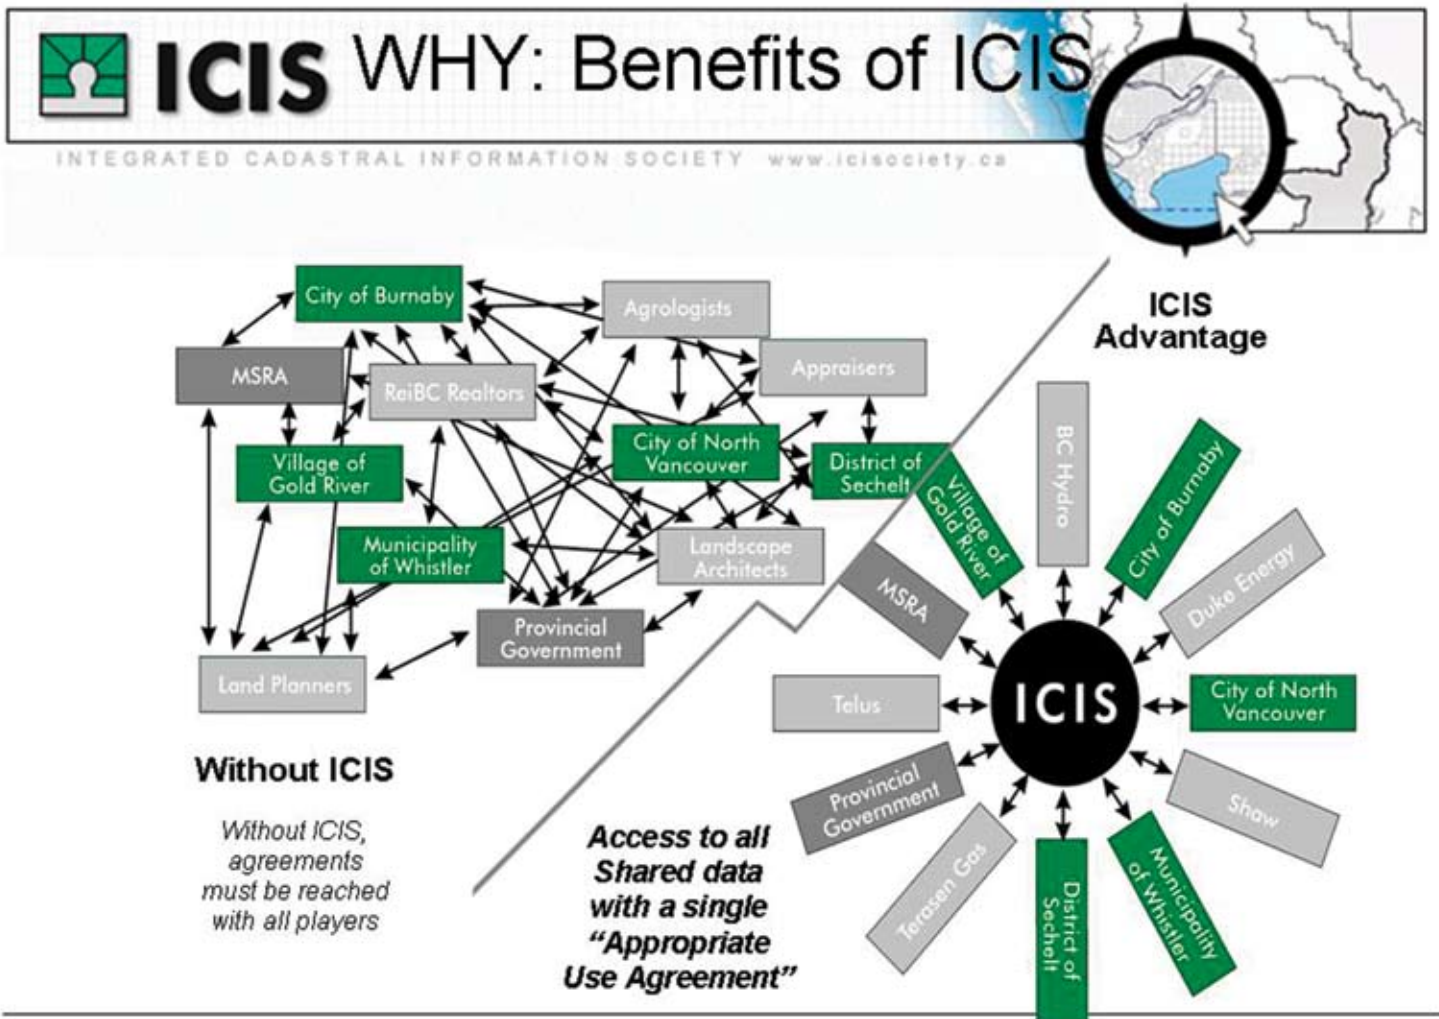 ICIS WHY: Benefits of ICIS
INTEGRATED CADASTRAL INFORMATION SOCIETY www.icisociety.ca
City of Burnaby
Agrologists
MSRA
ReiBC Realtors
Appraisers
Village of
Gold River
City of North
Vancouver
District of
Sechelt
Municipality
of Whistler
Landscape
Architects
Provincial
Government
Land Planners
Without ICIS
Without ICIS,
agreements
must be reached
with all players
ICIS
Advantage
BC Hydro
City of Burnaby
Duke Energy
City of North
Vancouver
Shaw
Municipality
of Whistler
District of
Sechelt
Terasen Gas
Provincial
Government
Telus
MSRA
Village of
Gold River
ICIS
Access to all
Shared data
with a single
“Appropriate
Use Agreement”